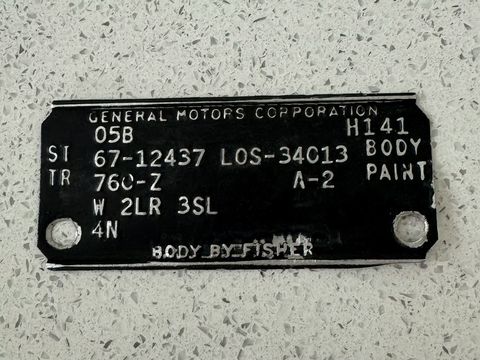 GENERAL MOTORS CORPORATION
05B H141
ST 67-12437 LOS-34013 BODY
TR 760-Z A-2 PAINT
W 2LR 3SL
4N
BODY BY FISHER